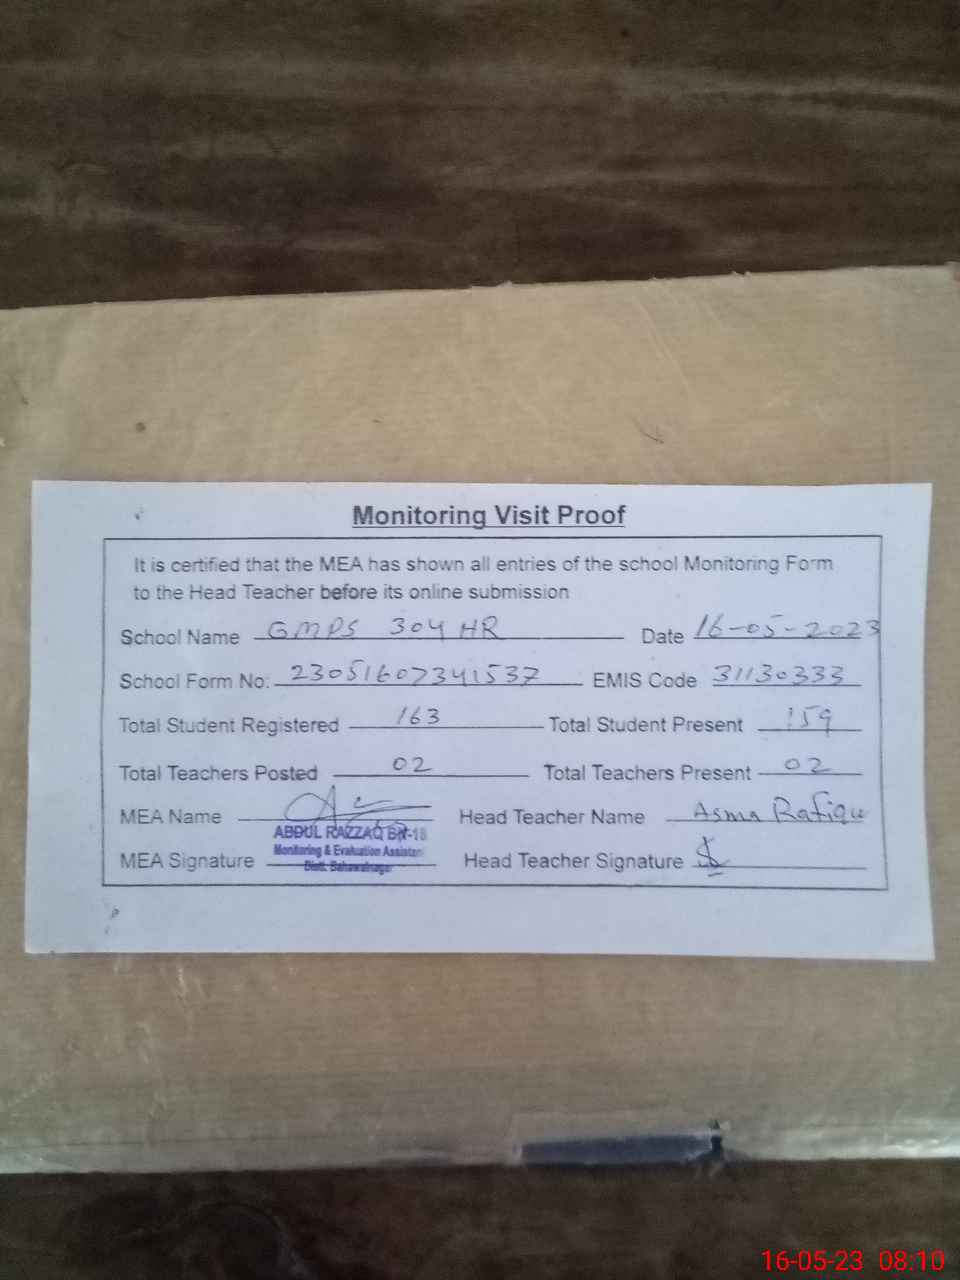 Monitoring Visit Proof
It is certified that the MEA has shown all entries of the school Monitoring Form
to the Head Teacher before its online submission
School Name GMPS 304 HR Date 16-05-2023
School Form No: 23051607341537 EMIS Code 31130333
Total Student Registered 163 Total Student Present 159
Total Teachers Posted 02 Total Teachers Present 02
MEA Name Head Teacher Name Asma Rafique
ABDUL RAZZAQ
Monitoring & Evaluation Assistant
MEA Signature Head Teacher Signature
Distt. Bahawalnagar
16-05-23 08:10